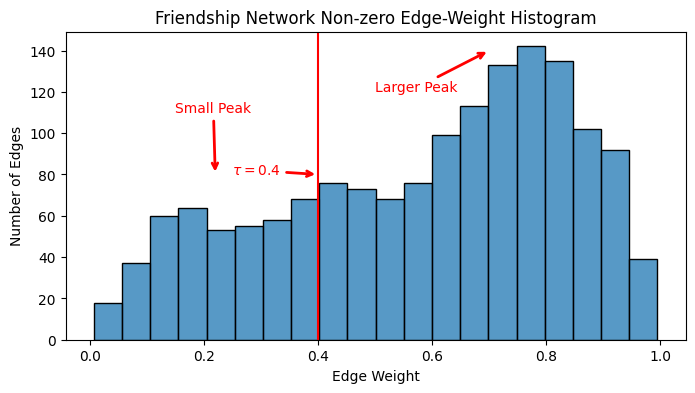 Friendship Network Non-zero Edge-Weight Histogram
Number of Edges
140
120
100
80
60
40
20
0
Small Peak
τ = 0.4
Larger Peak
0.0 0.2 0.4 0.6 0.8 1.0
Edge Weight